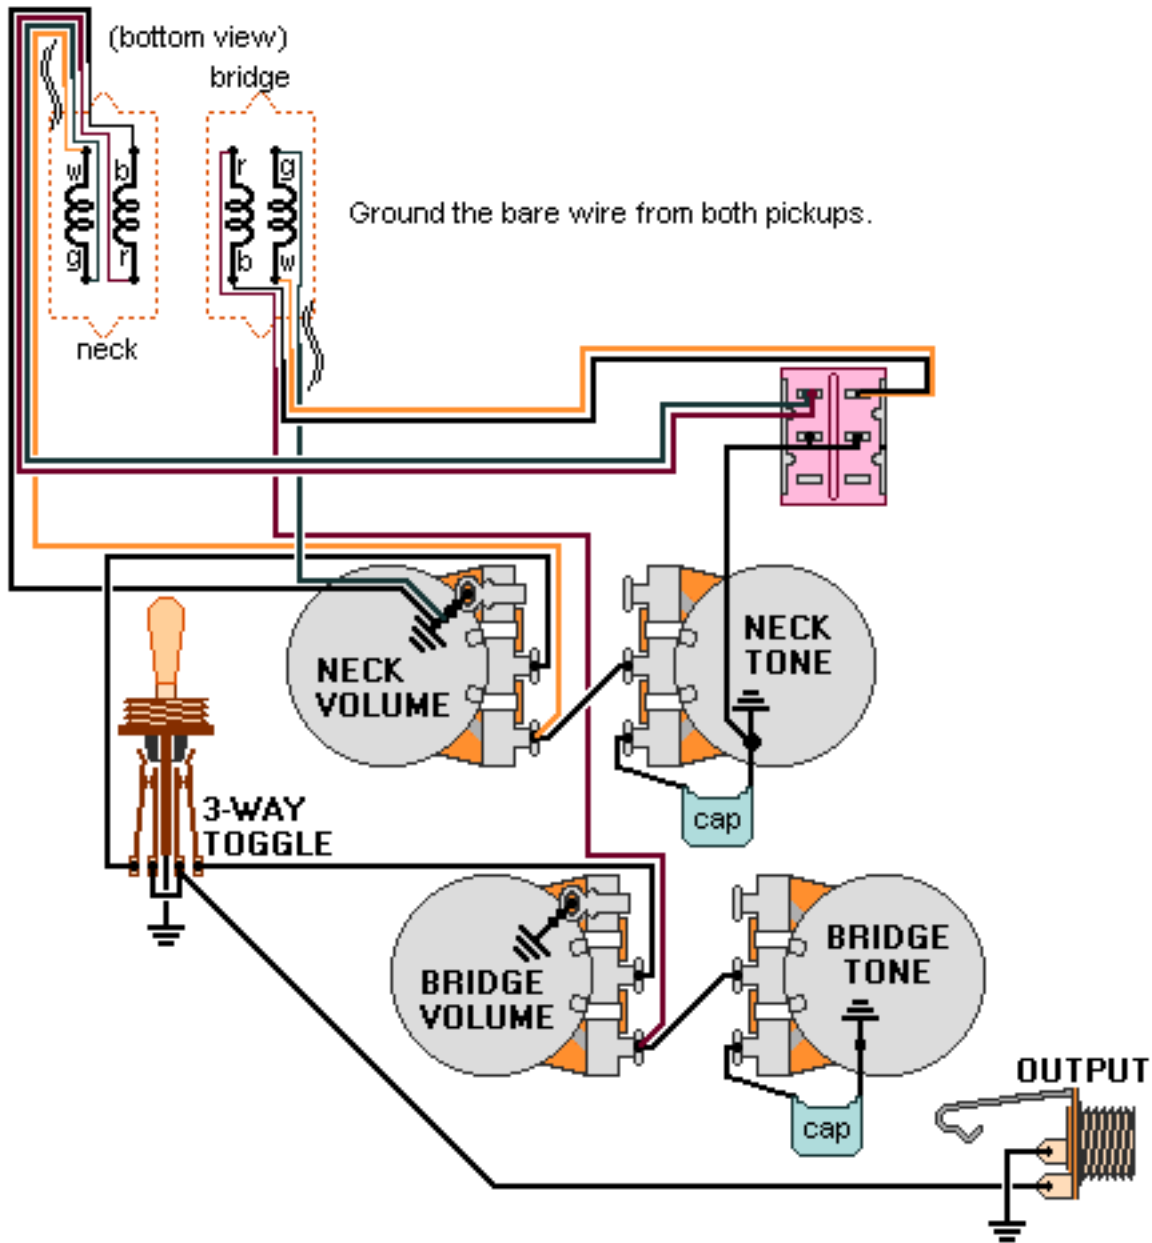 (bottom view)
bridge
w
b
r
g
g
r
b
w
neck
Ground the bare wire from both pickups.
NECK
VOLUME
NECK
TONE
cap
3-WAY
TOGGLE
BRIDGE
VOLUME
BRIDGE
TONE
cap
OUTPUT